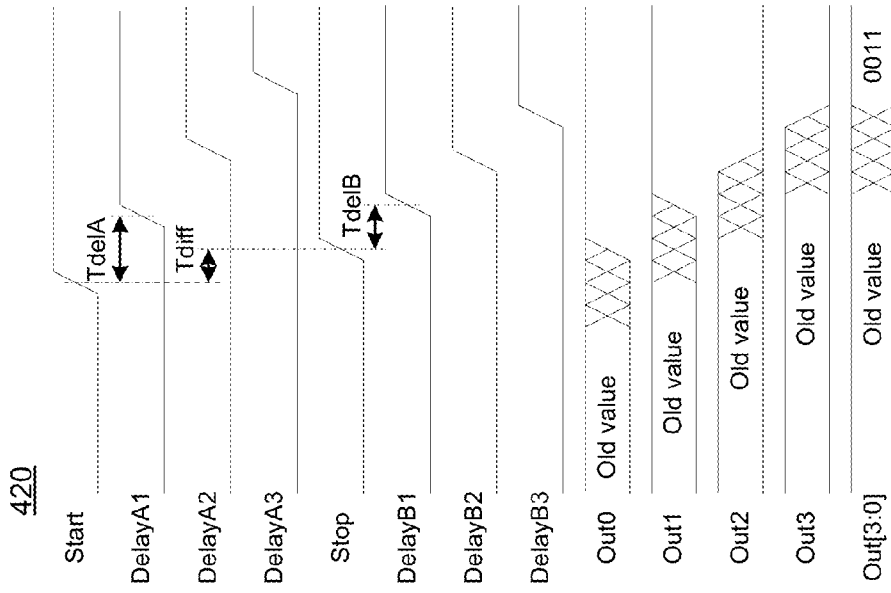 420
Start
TdelA
DelayA1
Tdiff
DelayA2
DelayA3
Stop
TdelB
DelayB1
DelayB2
DelayB3
Out0 Old value
Out1 Old value
Out2 Old value
Out3 Old value
Out[3:0] Old value 0011